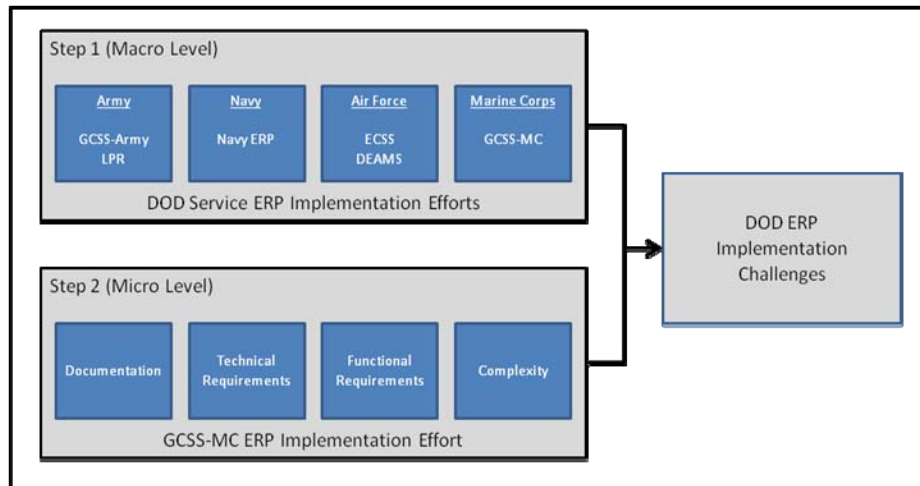 Step 1 (Macro Level)
Army
GCSS-Army
LPR
Navy
Navy ERP
Air Force
ECSS
DEAMS
Marine Corps
GCSS-MC
DOD Service ERP Implementation Efforts
DOD ERP
Implementation
Challenges
Step 2 (Micro Level)
Documentation
Technical
Requirements
Functional
Requirements
Complexity
GCSS-MC ERP Implementation Effort